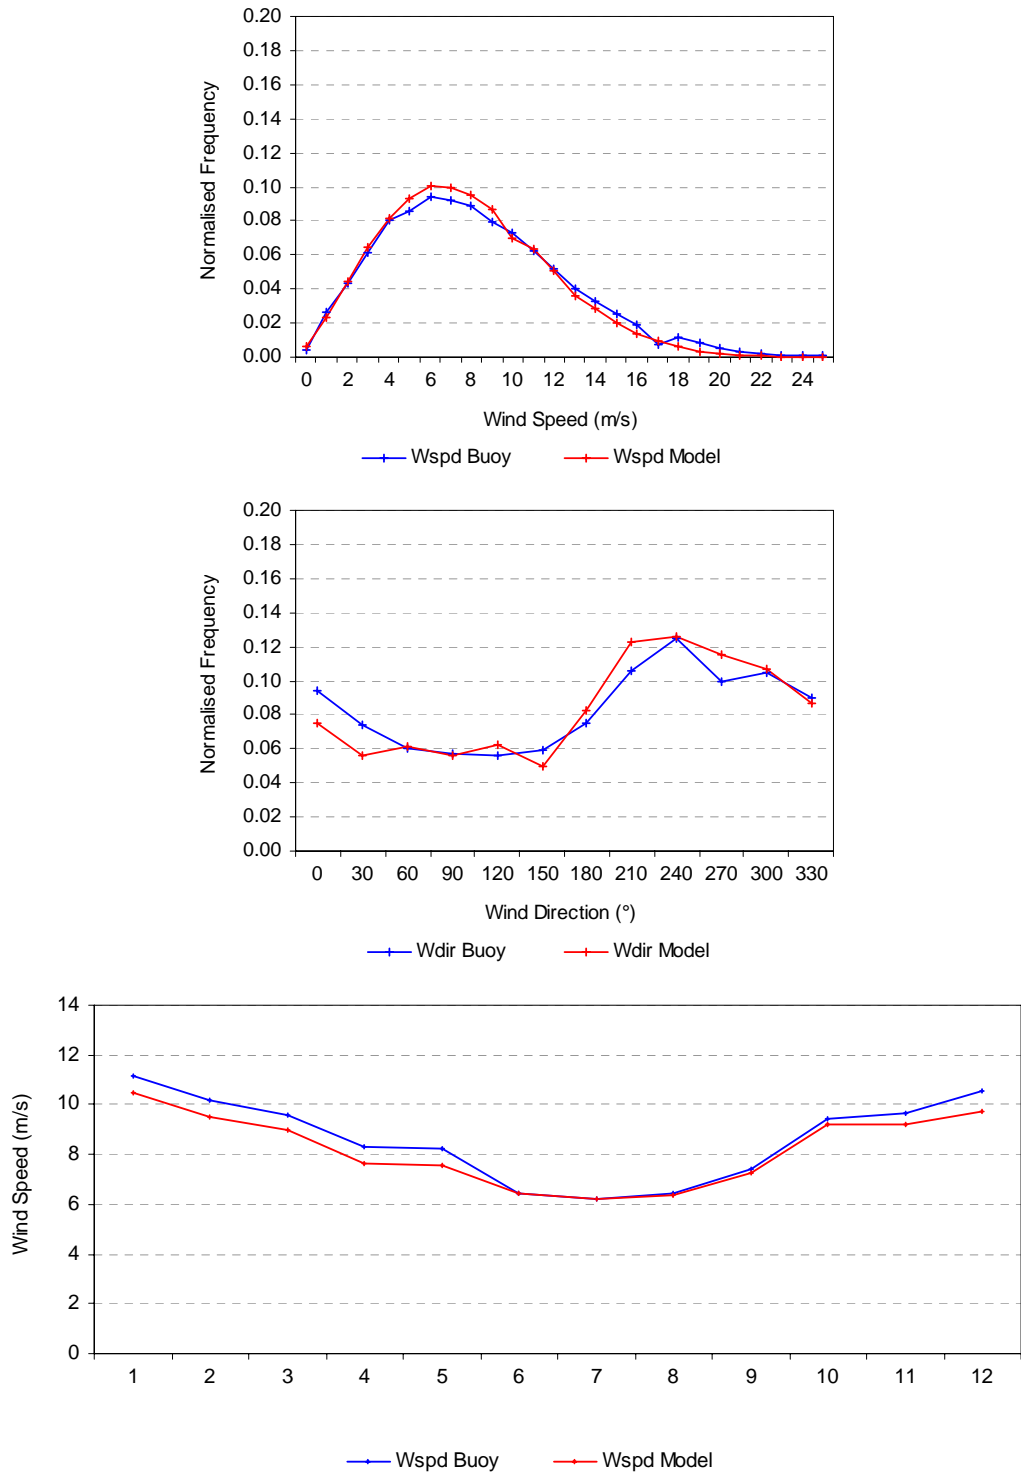 0.20
0.18
0.16
0.14
0.12
0.10
0.08
0.06
0.04
0.02
0.00
Normalised Frequency
0 2 4 6 8 10 12 14 16 18 20 22 24
Wind Speed (m/s)
Wspd Buoy Wspd Model
0.20
0.18
0.16
0.14
0.12
0.10
0.08
0.06
0.04
0.02
0.00
Normalised Frequency
0 30 60 90 120 150 180 210 240 270 300 330
Wind Direction (°)
Wdir Buoy Wdir Model
14
12
10
8
6
4
2
0
Wind Speed (m/s)
1 2 3 4 5 6 7 8 9 10 11 12
Wspd Buoy Wspd Model